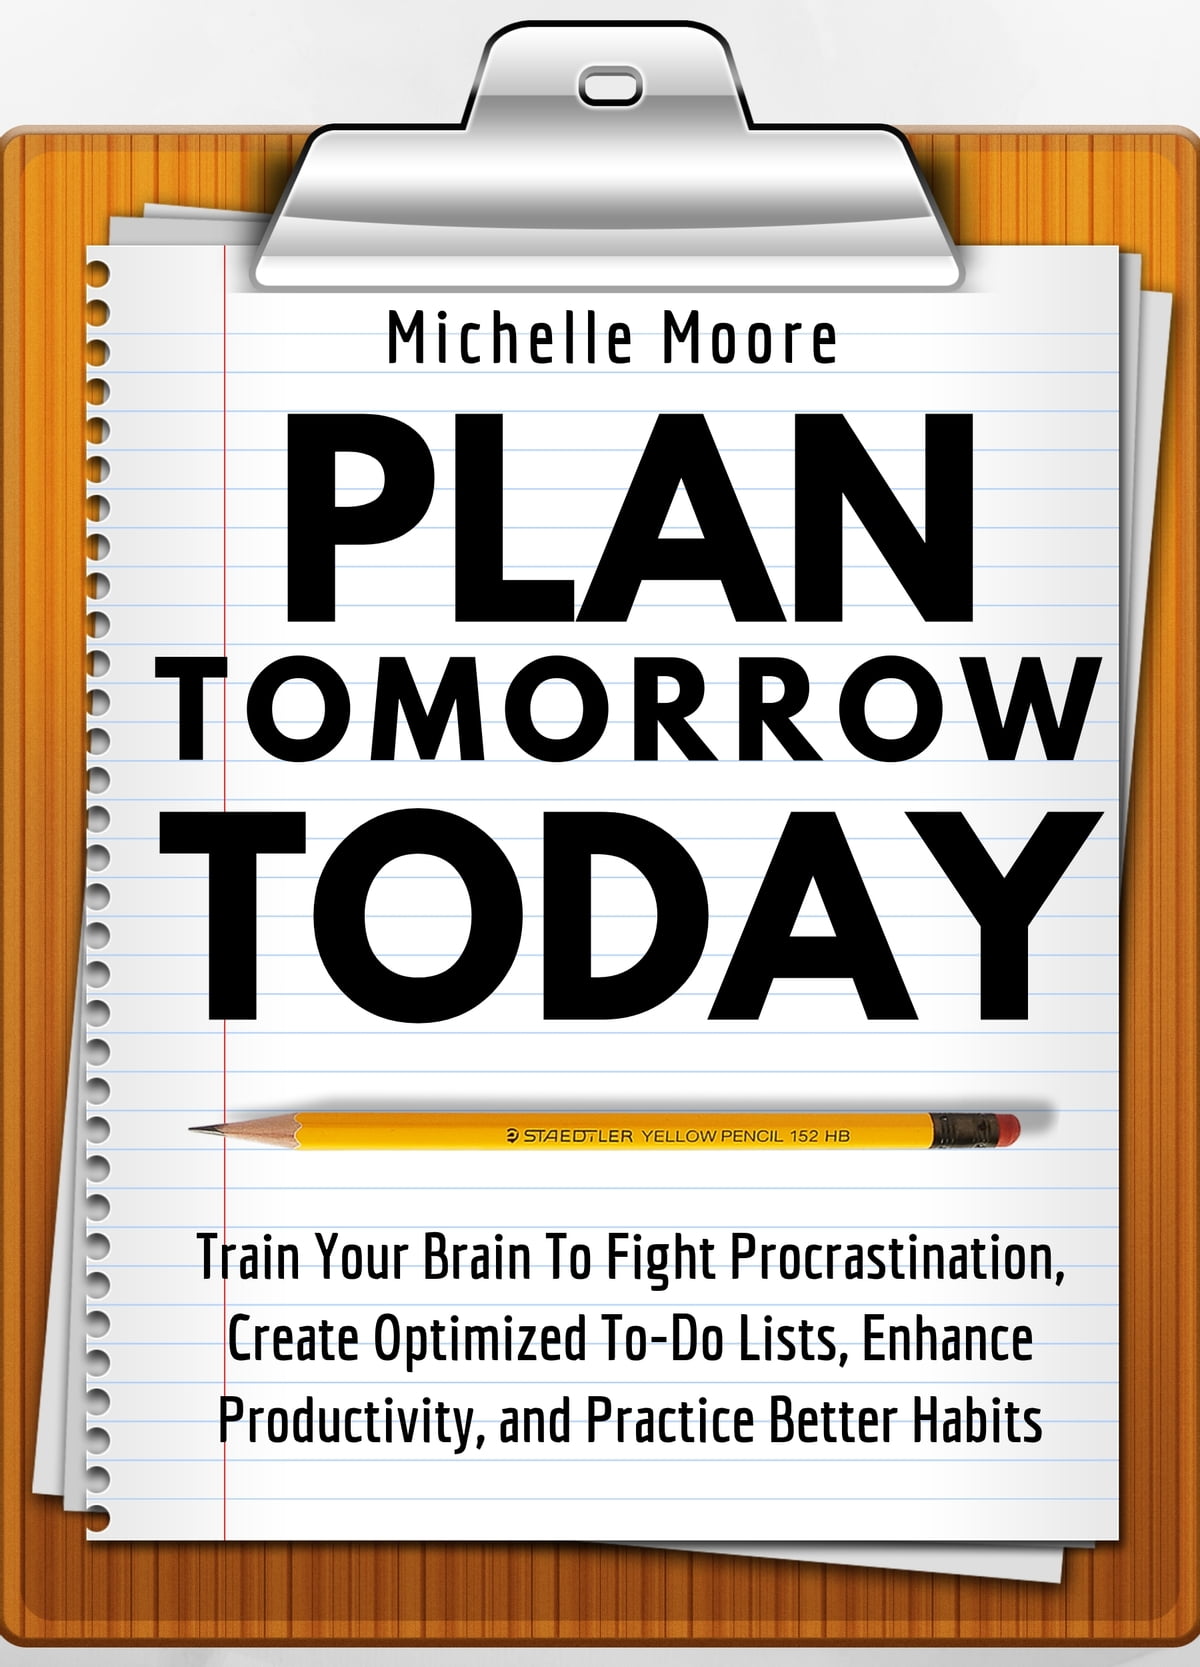 Michelle Moore
PLAN
TOMORROW
TODAY
STAEDTLER YELLOW PENCIL 152 HB
Train Your Brain To Fight Procrastination,
Create Optimized To-Do Lists, Enhance
Productivity, and Practice Better Habits